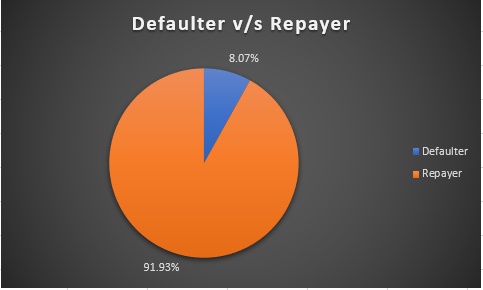 Defaulter v/s Repayer
8.07%
Defaulter
Repayer
91.93%